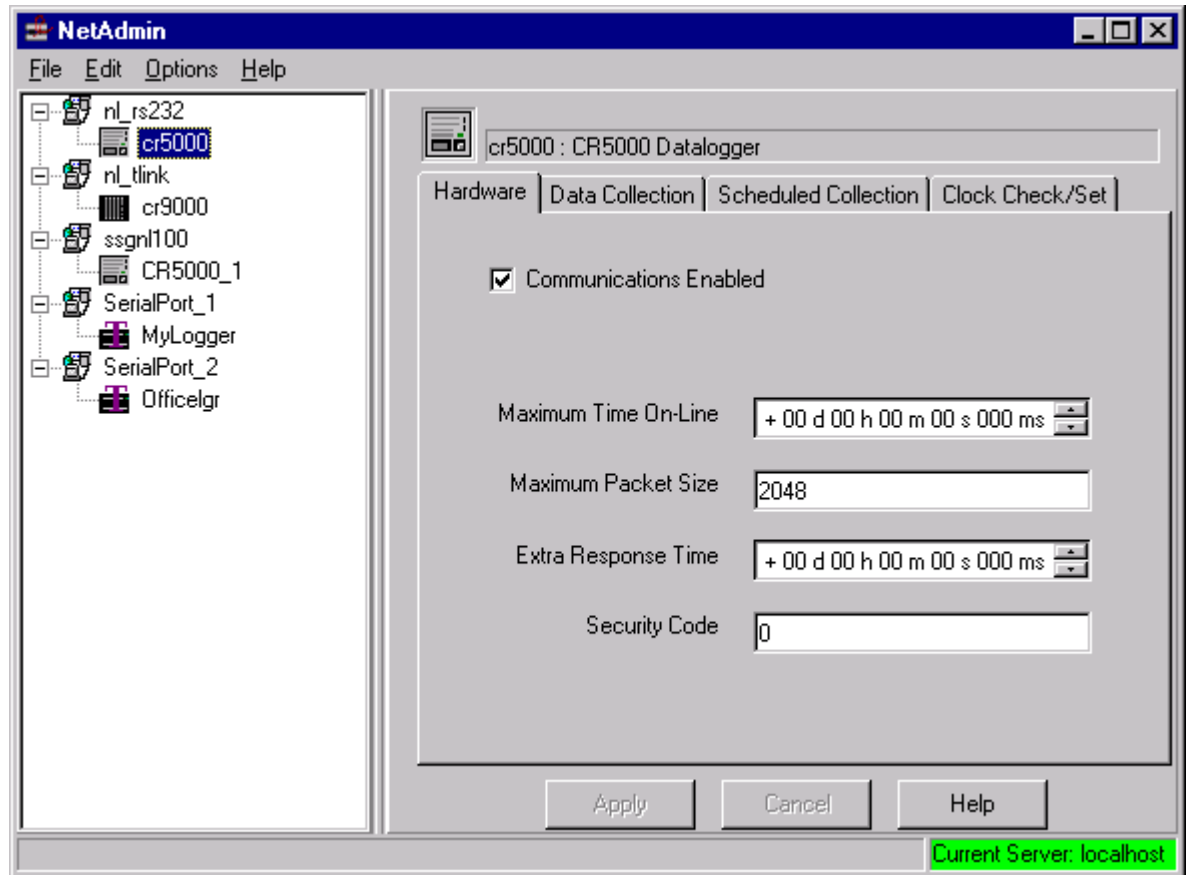 NetAdmin
File Edit Options Help
nl_rs232
cr5000
nl_tlink
cr9000
ssgnl100
CR5000_1
SerialPort_1
MyLogger
SerialPort_2
Officelgr
cr5000 : CR5000 Datalogger
Hardware Data Collection Scheduled Collection Clock Check/Set
Communications Enabled
Maximum Time On-Line + 00 d 00 h 00 m 00 s 000 ms
Maximum Packet Size 2048
Extra Response Time + 00 d 00 h 00 m 00 s 000 ms
Security Code 0
Apply Cancel Help
Current Server: localhost